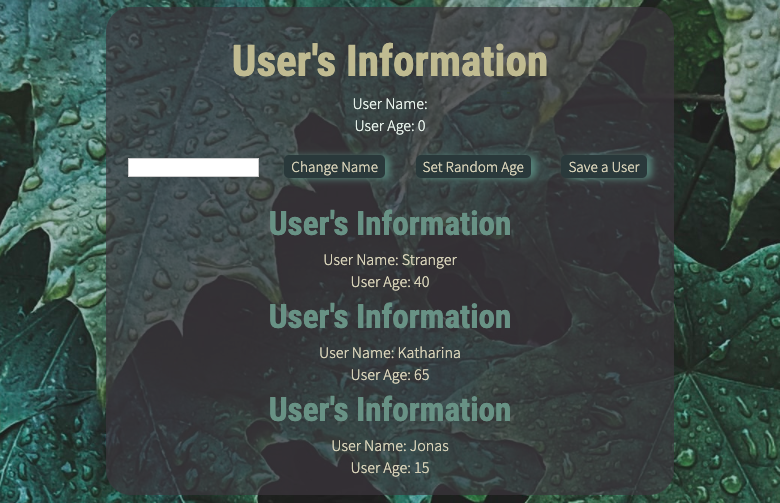 User's Information
User Name:
User Age: 0
Change Name Set Random Age Save a User
User's Information
User Name: Stranger
User Age: 40
User's Information
User Name: Katharina
User Age: 65
User's Information
User Name: Jonas
User Age: 15